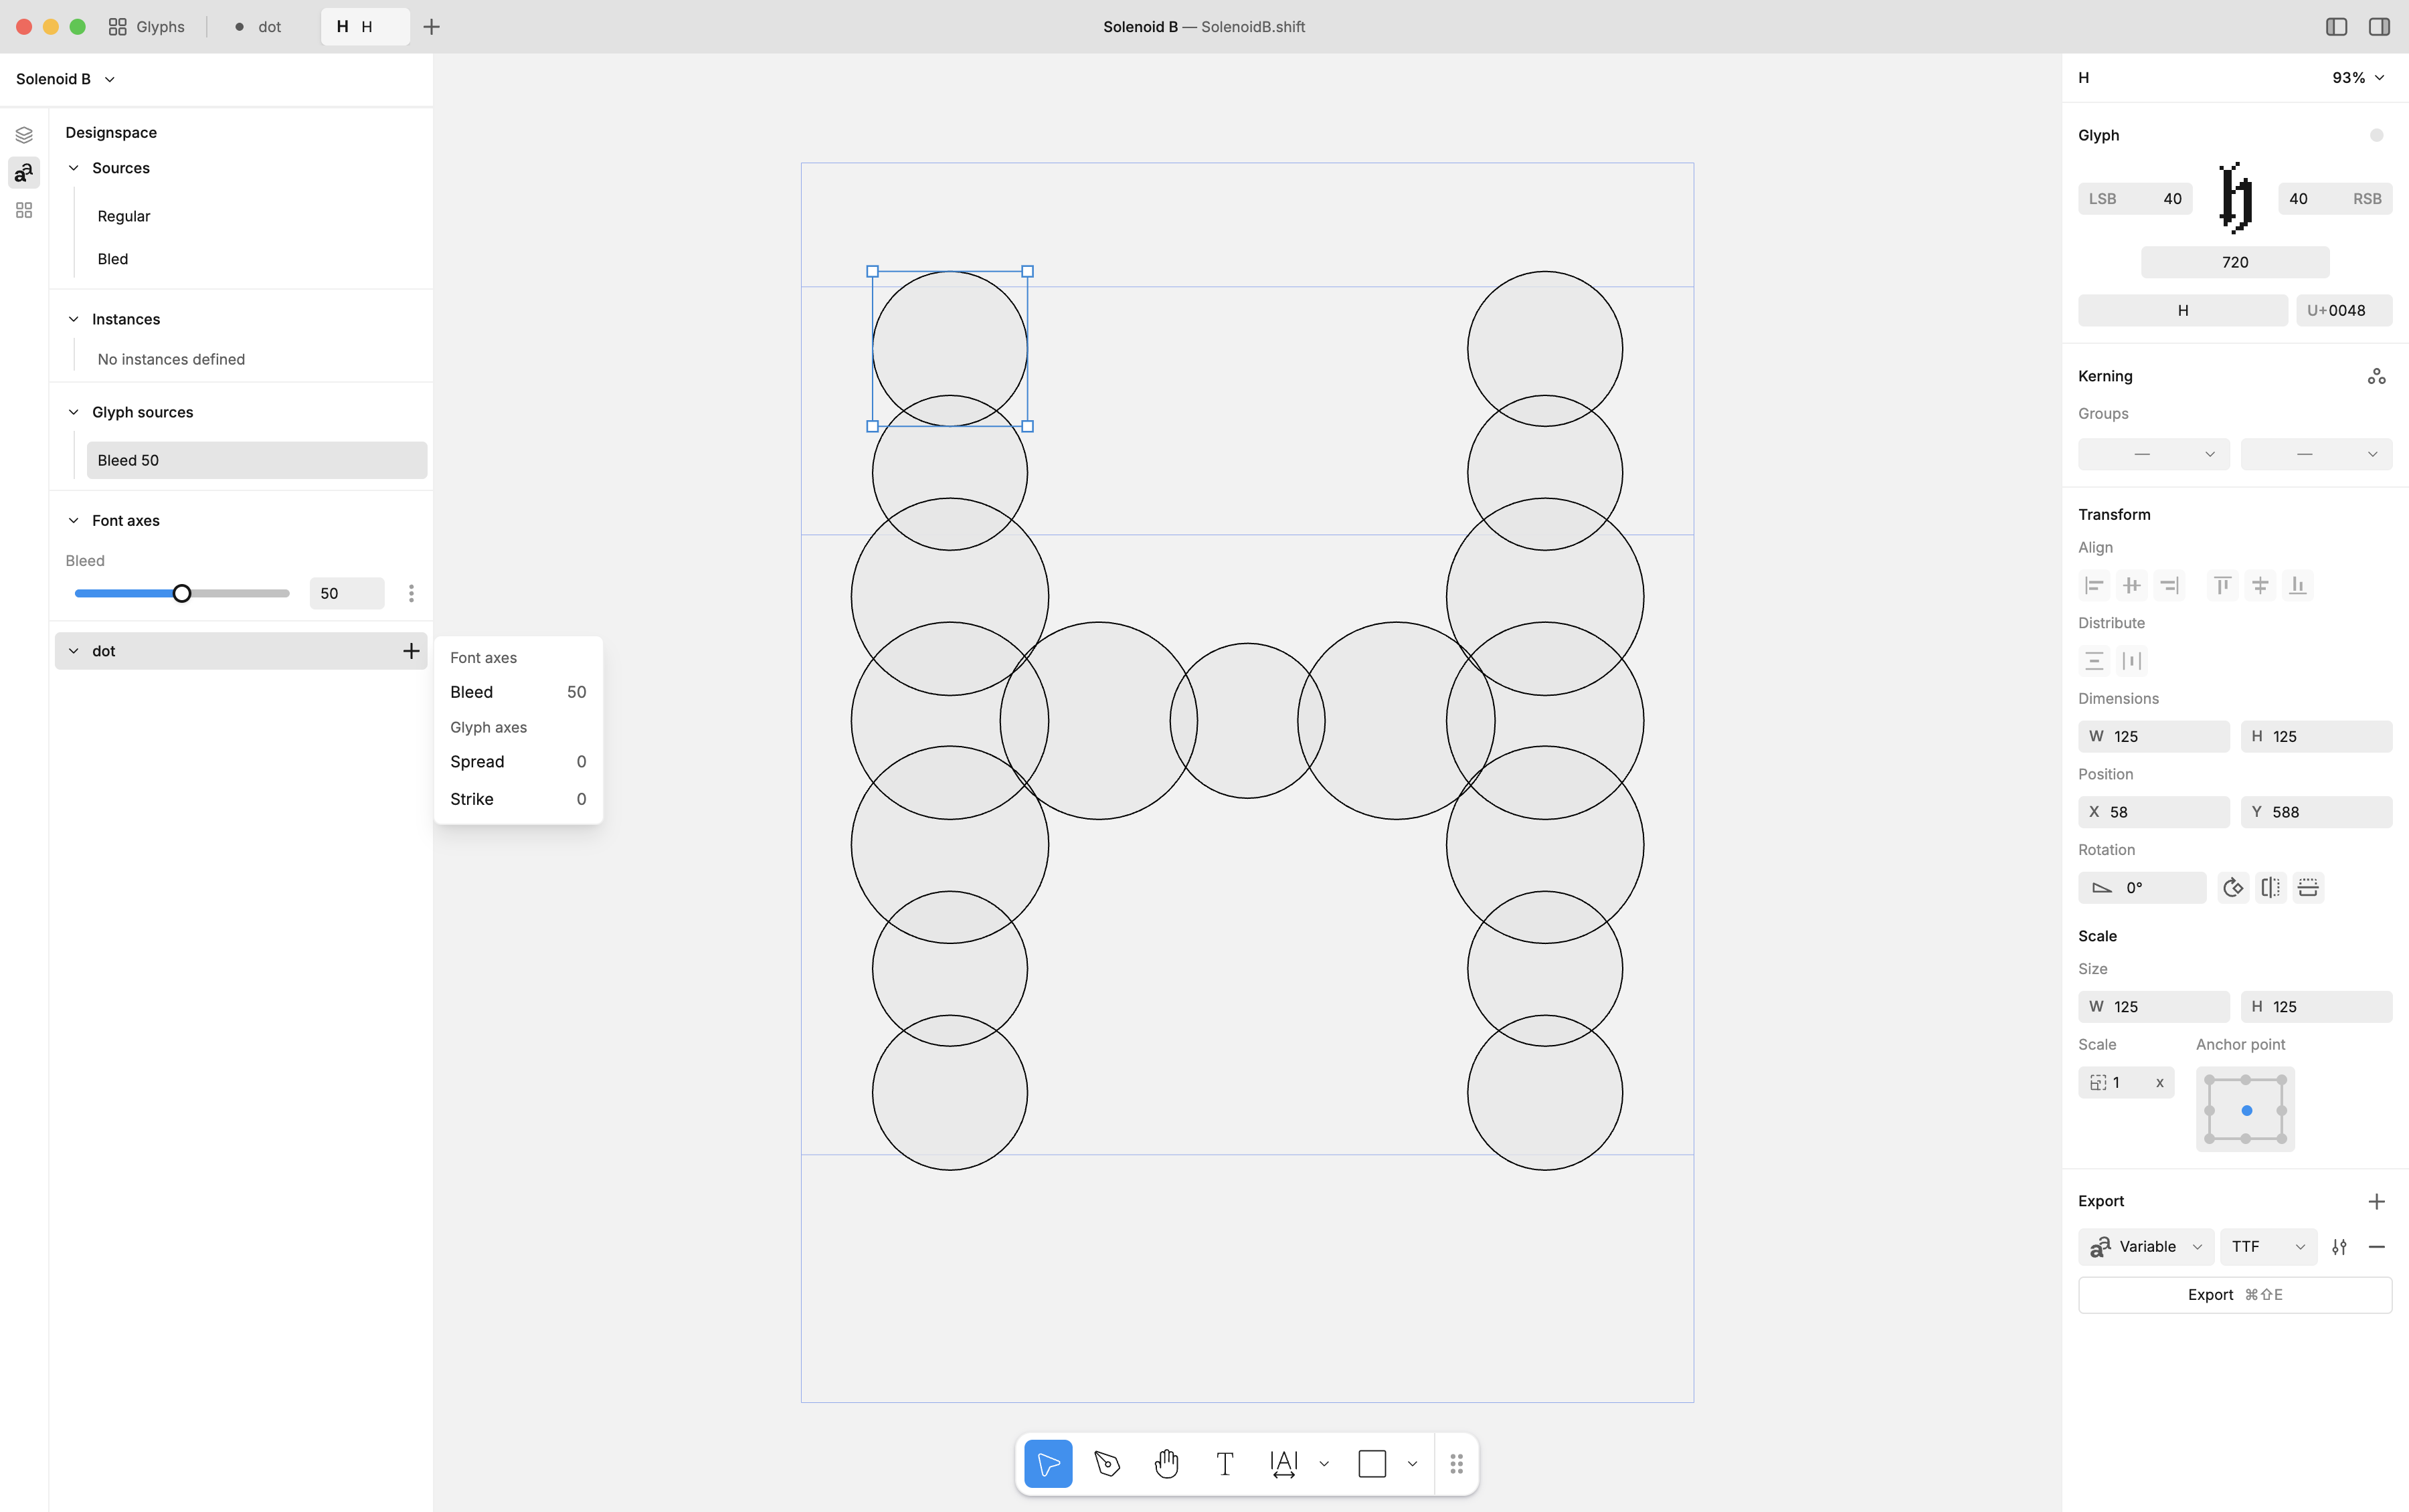 Glyphs
dot
H H
Solenoid B — SolenoidB.shift
Solenoid B
Designspace
Sources
Regular
Bled
Instances
No instances defined
Glyph sources
Bleed 50
Font axes
Bleed
50
dot
Font axes
Bleed 50
Glyph axes
Spread 0
Strike 0
H 93%
Glyph
LSB 40
ɧ
40 RSB
720
H U+0048
Kerning
Groups
— —
Transform
Align
Distribute
Dimensions
W 125 H 125
Position
X 58 Y 588
Rotation
0°
Scale
Size
W 125 H 125
Scale Anchor point
1 x
Export
aa Variable TTF
Export ⌘⇧E
T
A